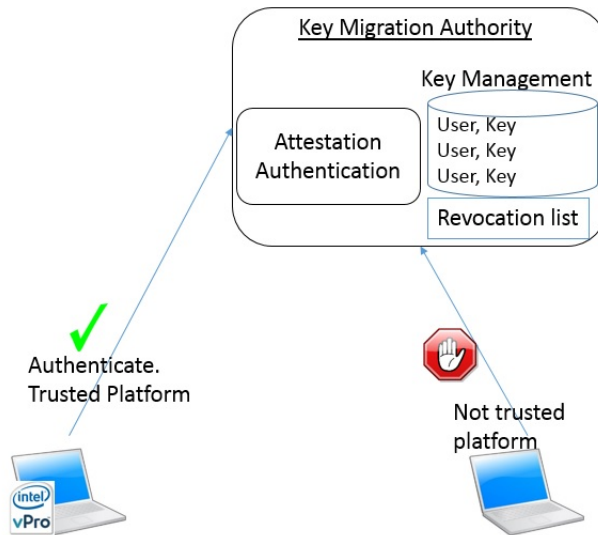 Key Migration Authority
Key Management
Attestation
Authentication
User, Key
User, Key
User, Key
Revocation list
Authenticate.
Trusted Platform
Not trusted
platform
intel
vPro